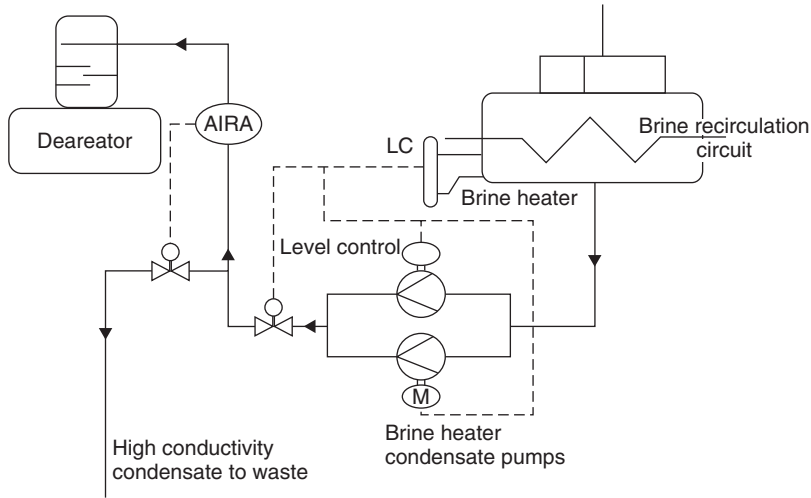 AIRA
Deareator
LC
Brine recirculation
circuit
Brine heater
Level control
M
Brine heater
condensate pumps
High conductivity
condensate to waste